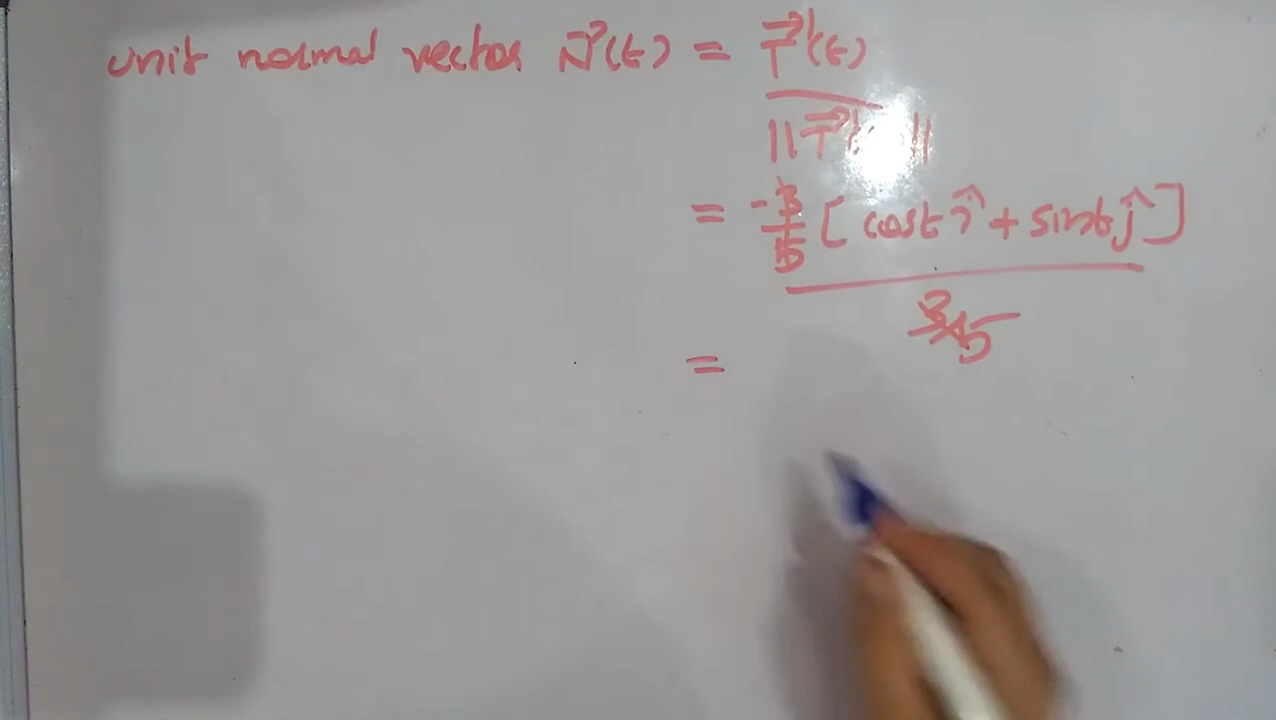 unit normal vector N⃗(t) = T⃗'(t)
||T⃗' ||
= -3/5 [ cost î + sint ĵ ]
3/5
=